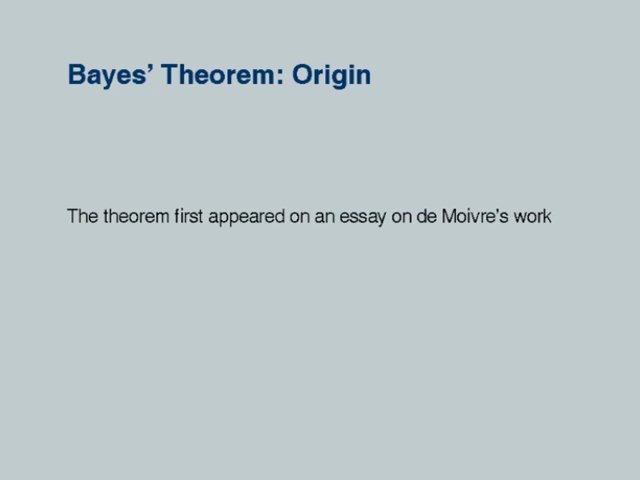 Bayes’ Theorem: Origin
The theorem first appeared on an essay on de Moivre’s work